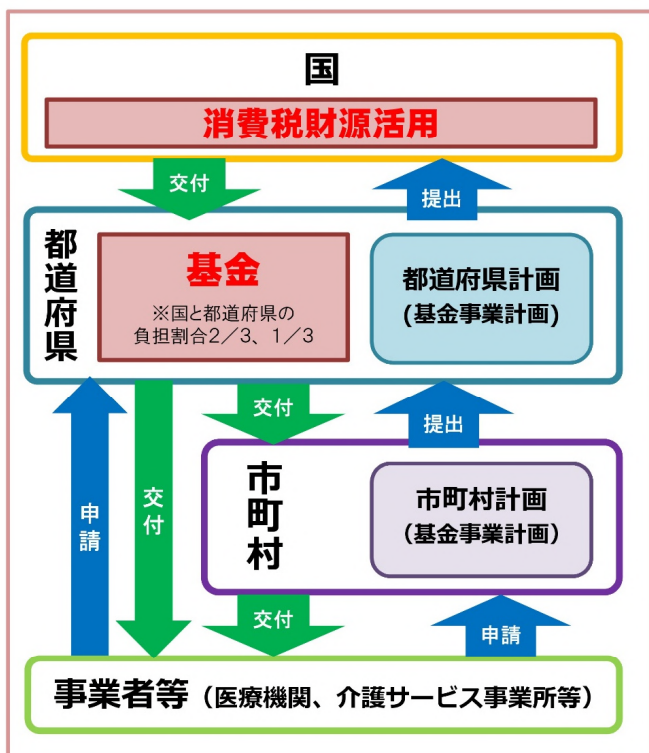 国
消費税財源活用
交付
提出
都道府県
基金
※国と都道府県の
負担割合2/3、1/3
都道府県計画
(基金事業計画)
申請
交付
交付
提出
市町村
市町村計画
(基金事業計画)
交付
申請
事業者等(医療機関、介護サービス事業所等)